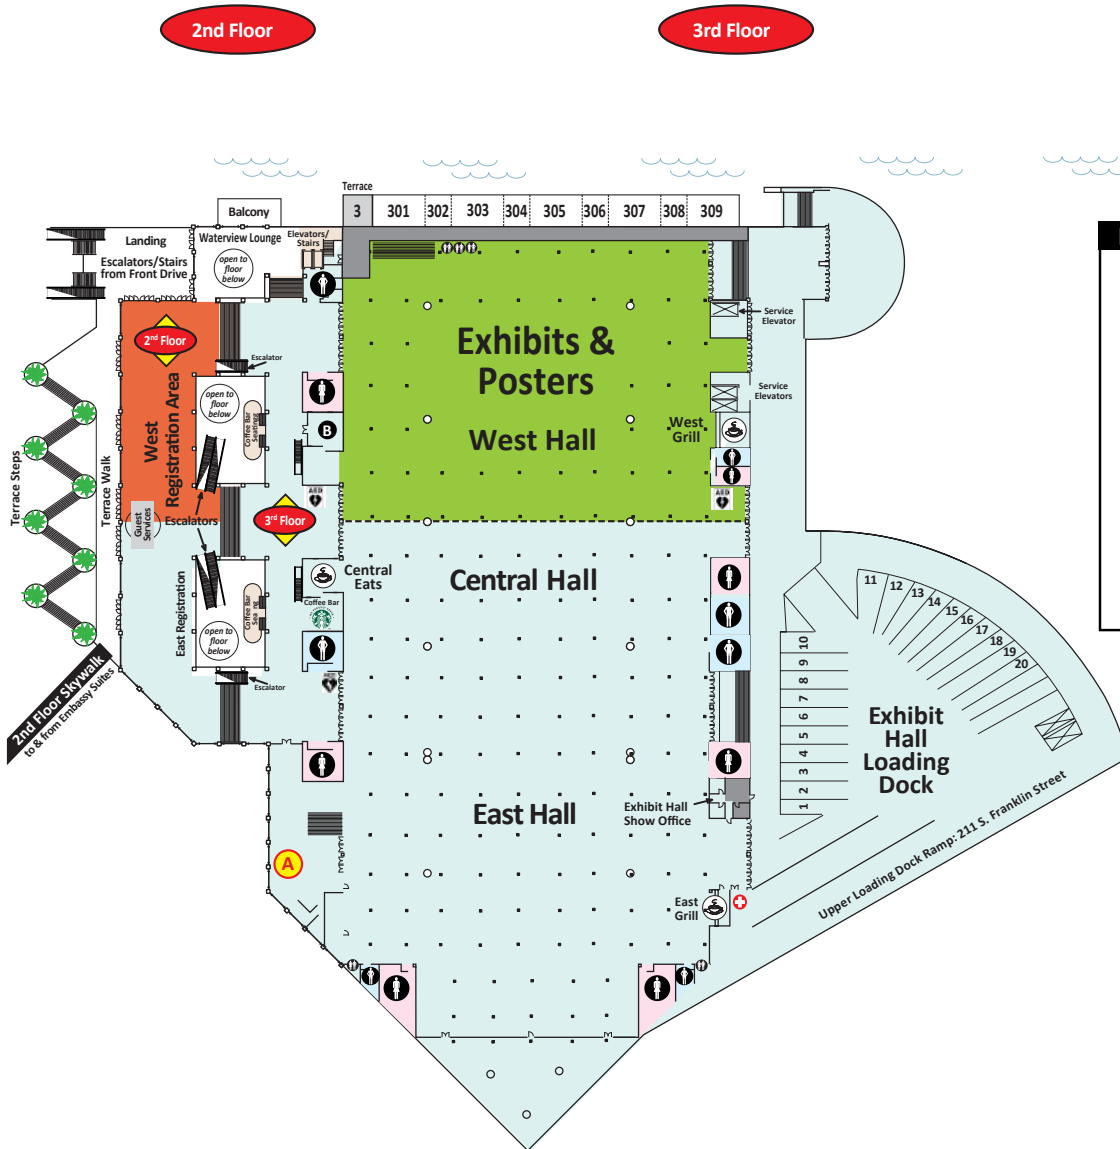 2nd Floor
3rd Floor
Terrace
3
301
302
303
304
305
306
307
308
309
Balcony
Landing
Escalators/Stairs
from Front Drive
Waterview Lounge
Elevators/
Stairs
open to
floor
below
2nd Floor
Escalator
West
Registration Area
open to
floor
below
Coffee Bar
Seating
B
AED
Exhibits &
Posters
West Hall
West
Grill
Service
Elevator
Service
Elevators
AED
Terrace Steps
Terrace Walk
Guest
Services
Escalators
3rd Floor
Central
Eats
Coffee Bar
Central Hall
East Registration
Coffee Bar
open to
floor
below
Escalator
2nd Floor Skywalk
to & from Embassy Suites
East Hall
Exhibit Hall
Show Office
A
East
Grill
11
12
13
14
15
16
17
18
19
20
10
9
8
7
6
5
4
3
2
1
Exhibit
Hall
Loading
Dock
Upper Loading Dock Ramp: 211 S. Franklin Street